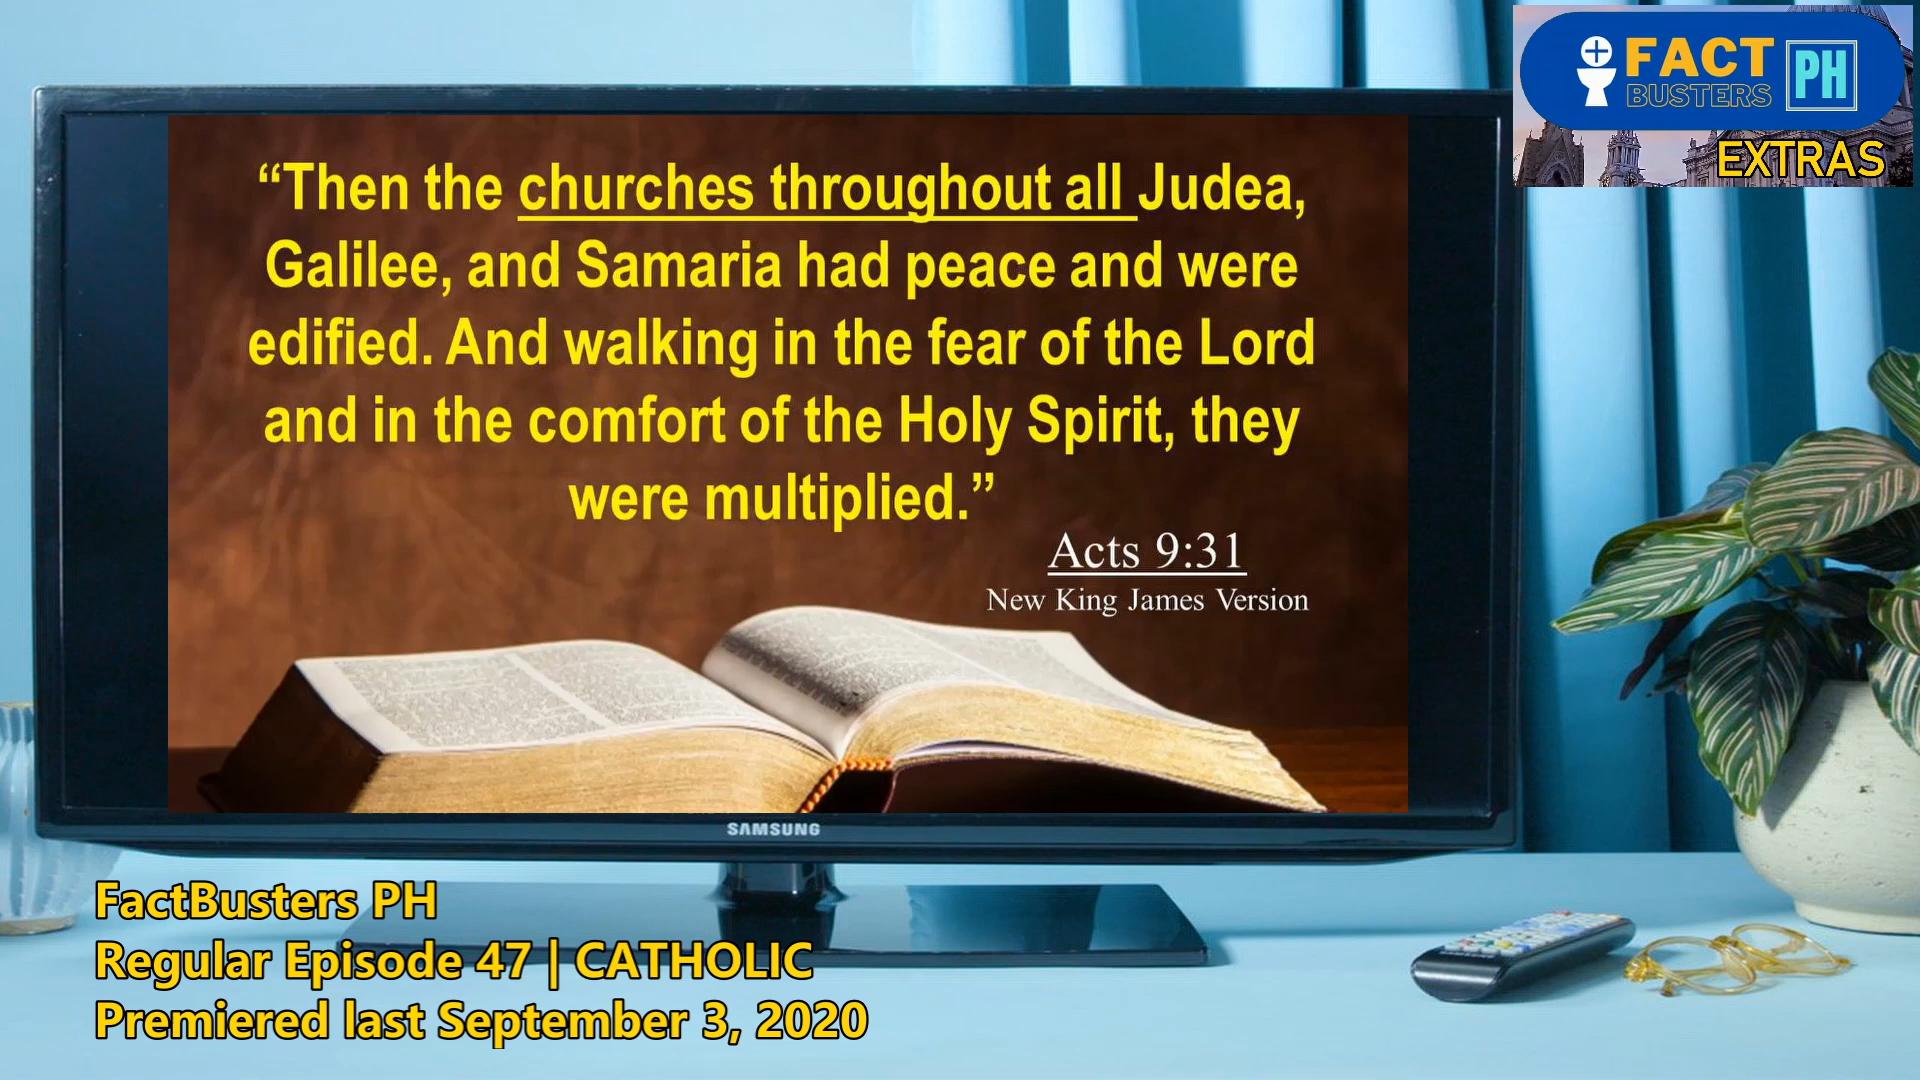 FACT
BUSTERS
PH
EXTRAS
“Then the churches throughout all Judea,
Galilee, and Samaria had peace and were
edified. And walking in the fear of the Lord
and in the comfort of the Holy Spirit, they
were multiplied.”
Acts 9:31
New King James Version
SAMSUNG
FactBusters PH
Regular Episode 47 | CATHOLIC
Premiered last September 3, 2020